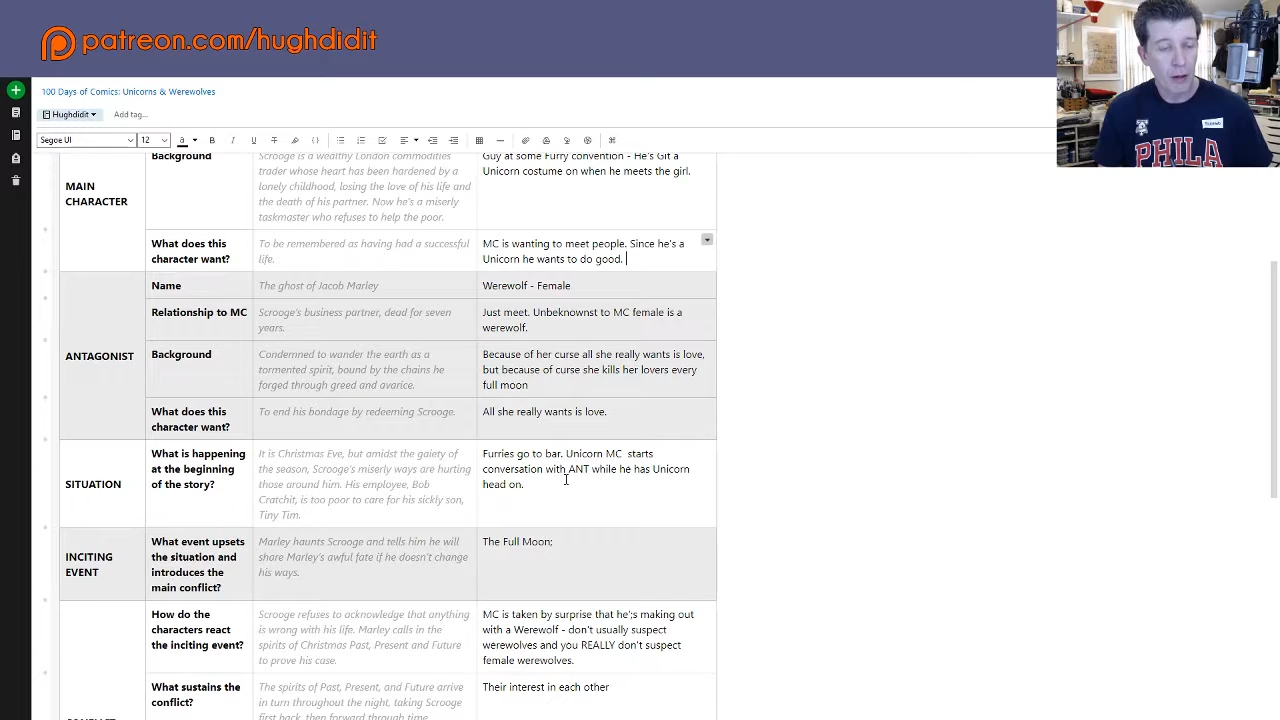 patreon.com/hughdidit
100 Days of Comics: Unicorns & Werewolves
Hughdidit
Add tag...
Segoe UI
12
a
B
I
U
T
PHILA
MAIN
CHARACTER
Background
Scrooge is a wealthy London commodities
trader whose heart has been hardened by a
lonely childhood, losing the love of his life and
the death of his partner. Now he's a miserly
taskmaster who refuses to help the poor.
Guy at some Furry convention - He's Git a
Unicorn costume on when he meets the girl.
What does this
character want?
To be remembered as having had a successful
life.
MC is wanting to meet people. Since he's a
Unicorn he wants to do good.
ANTAGONIST
Name
The ghost of Jacob Marley
Werewolf - Female
Relationship to MC
Scrooge's business partner, dead for seven
years.
Just meet. Unbeknownst to MC female is a
werewolf.
Background
Condemned to wander the earth as a
tormented spirit, bound by the chains he
forged through greed and avarice.
Because of her curse all she really wants is love,
but because of curse she kills her lovers every
full moon
What does this
character want?
To end his bondage by redeeming Scrooge.
All she really wants is love.
SITUATION
What is happening
at the beginning
of the story?
It is Christmas Eve, but amidst the gaiety of
the season, Scrooge's miserly ways are hurting
those around him. His employee, Bob
Cratchit, is too poor to care for his sickly son,
Tiny Tim.
Furries go to bar. Unicorn MC starts
conversation with ANT while he has Unicorn
head on.
INCITING
EVENT
What event upsets
the situation and
introduces the
main conflict?
Marley haunts Scrooge and tells him he will
share Marley's awful fate if he doesn't change
his ways.
The Full Moon;
How do the
characters react
the inciting event?
Scrooge refuses to acknowledge that anything
is wrong with his life. Marley calls in the
spirits of Christmas Past, Present and Future
to prove his case.
MC is taken by surprise that he';s making out
with a Werewolf - don't usually suspect
werewolves and you REALLY don't suspect
female werewolves.
What sustains the
conflict?
The spirits of Past, Present, and Future arrive
in turn throughout the night, taking Scrooge
first back, then forward through time
Their interest in each other